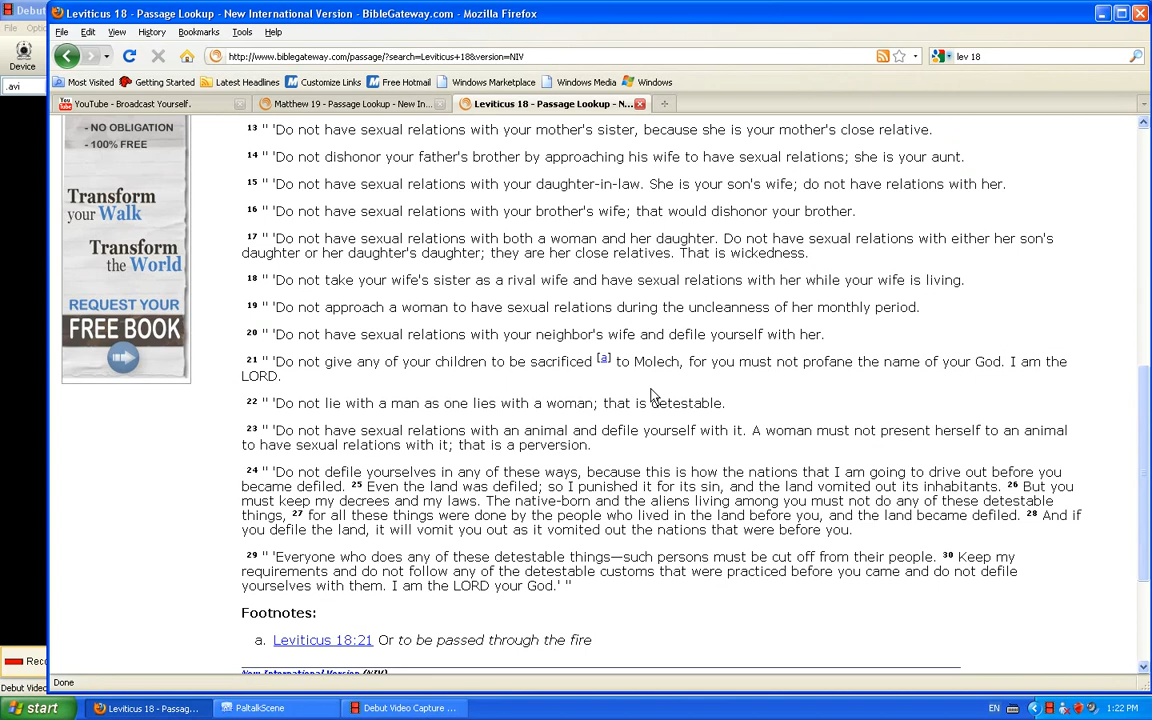 Debut
Leviticus 18 - Passage Lookup - New International Version - BibleGateway.com - Mozilla Firefox
File Optio
File Edit View History Bookmarks Tools Help
Device
http://www.biblegateway.com/passage/?search=Leviticus+18&version=NIV
lev 18
.avi
Most Visited Getting Started Latest Headlines Customize Links Free Hotmail Windows Marketplace Windows Media Windows
YouTube - Broadcast Yourself. Matthew 19 - Passage Lookup - New In... Leviticus 18 - Passage Lookup - N...
- NO OBLIGATION
- 100% FREE
Transform
your Walk
Transform
the World
REQUEST YOUR
FREE BOOK
13 " 'Do not have sexual relations with your mother's sister, because she is your mother's close relative.
14 " 'Do not dishonor your father's brother by approaching his wife to have sexual relations; she is your aunt.
15 " 'Do not have sexual relations with your daughter-in-law. She is your son's wife; do not have relations with her.
16 " 'Do not have sexual relations with your brother's wife; that would dishonor your brother.
17 " 'Do not have sexual relations with both a woman and her daughter. Do not have sexual relations with either her son's
daughter or her daughter's daughter; they are her close relatives. That is wickedness.
18 " 'Do not take your wife's sister as a rival wife and have sexual relations with her while your wife is living.
19 " 'Do not approach a woman to have sexual relations during the uncleanness of her monthly period.
20 " 'Do not have sexual relations with your neighbor's wife and defile yourself with her.
21 " 'Do not give any of your children to be sacrificed [a] to Molech, for you must not profane the name of your God. I am the
LORD.
22 " 'Do not lie with a man as one lies with a woman; that is detestable.
23 " 'Do not have sexual relations with an animal and defile yourself with it. A woman must not present herself to an animal
to have sexual relations with it; that is a perversion.
24 " 'Do not defile yourselves in any of these ways, because this is how the nations that I am going to drive out before you
became defiled. 25 Even the land was defiled; so I punished it for its sin, and the land vomited out its inhabitants. 26 But you
must keep my decrees and my laws. The native-born and the aliens living among you must not do any of these detestable
things, 27 for all these things were done by the people who lived in the land before you, and the land became defiled. 28 And if
you defile the land, it will vomit you out as it vomited out the nations that were before you.
29 " 'Everyone who does any of these detestable things—such persons must be cut off from their people. 30 Keep my
requirements and do not follow any of the detestable customs that were practiced before you came and do not defile
yourselves with them. I am the LORD your God.' "
Footnotes:
a. Leviticus 18:21 Or to be passed through the fire
New International Version (NIV)
Reco
Debut Video
Done
start Leviticus 18 - Passag... PaltalkScene Debut Video Capture ... EN 1:22 PM